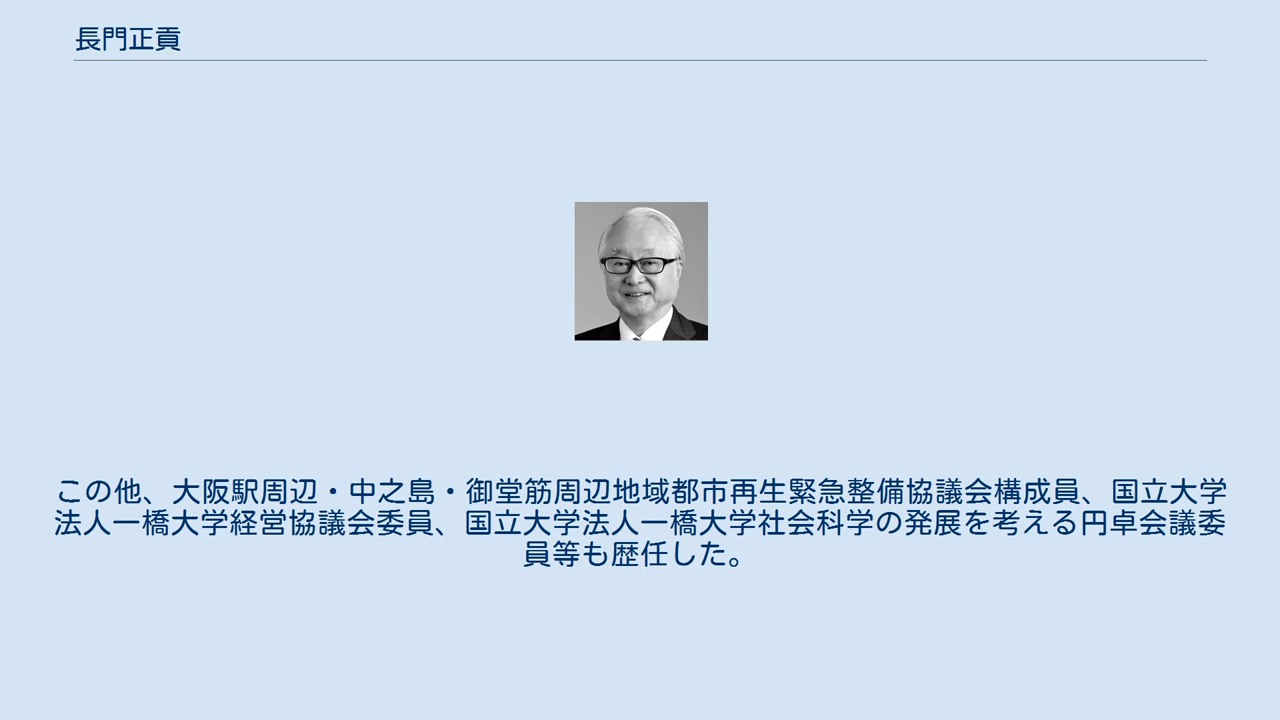 長門正貢
この他、大阪駅周辺・中之島・御堂筋周辺地域都市再生緊急整備協議会構成員、国立大学
法人一橋大学経営協議会委員、国立大学法人一橋大学社会科学の発展を考える円卓会議委
員等も歴任した。